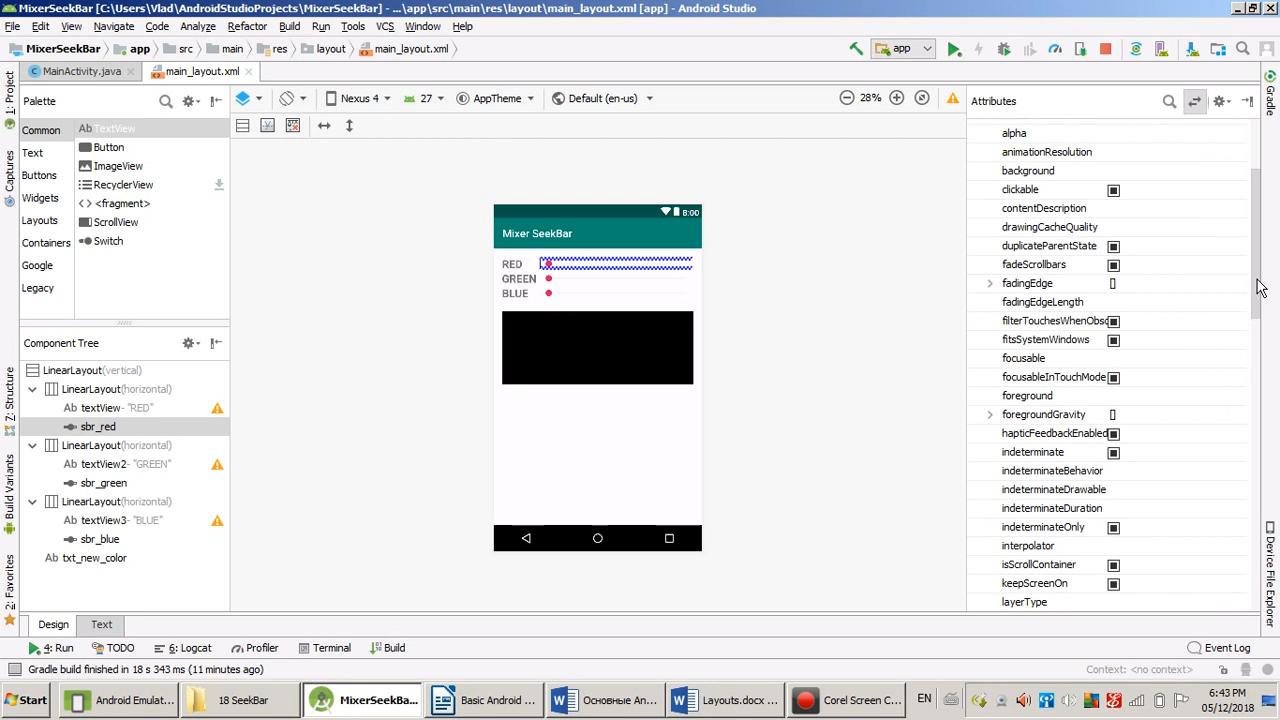 MixerSeekBar [C:\Users\Vlad\AndroidStudioProjects\MixerSeekBar] - ...\app\src\main\res\layout\main_layout.xml [app] - Android Studio
File Edit View Navigate Code Analyze Refactor Build Run Tools VCS Window Help
MixerSeekBar app src main res layout main_layout.xml app
MainActivity.java main_layout.xml
1: Project
Captures
7: Structure
Build Variants
2: Favorites
Palette
Common
Text
Buttons
Widgets
Layouts
Containers
Google
Legacy
Ab TextView
Button
ImageView
RecyclerView
<fragment>
ScrollView
Switch
Component Tree
LinearLayout(vertical)
LinearLayout(horizontal)
Ab textView- "RED"
sbr_red
LinearLayout(horizontal)
Ab textView2- "GREEN"
sbr_green
LinearLayout(horizontal)
Ab textView3- "BLUE"
sbr_blue
Ab txt_new_color
Nexus 4 27 AppTheme Default (en-us) 28%
8:00
Mixer SeekBar
RED
GREEN
BLUE
Attributes
alpha
animationResolution
background
clickable
contentDescription
drawingCacheQuality
duplicateParentState
fadeScrollbars
fadingEdge []
fadingEdgeLength
filterTouchesWhenObsc
fitsSystemWindows
focusable
focusableInTouchMode
foreground
foregroundGravity []
hapticFeedbackEnabled
indeterminate
indeterminateBehavior
indeterminateDrawable
indeterminateDuration
indeterminateOnly
interpolator
isScrollContainer
keepScreenOn
layerType
Gradle
Device File Explorer
Design Text
4: Run TODO 6: Logcat Profiler Terminal Build Event Log
Gradle build finished in 18 s 343 ms (11 minutes ago) Context: <no context>
Start Android Emulat... 18 SeekBar MixerSeekBa... Basic Android ... Основные An... Layouts.docx ... Corel Screen C... EN 6:43 PM
05/12/2018